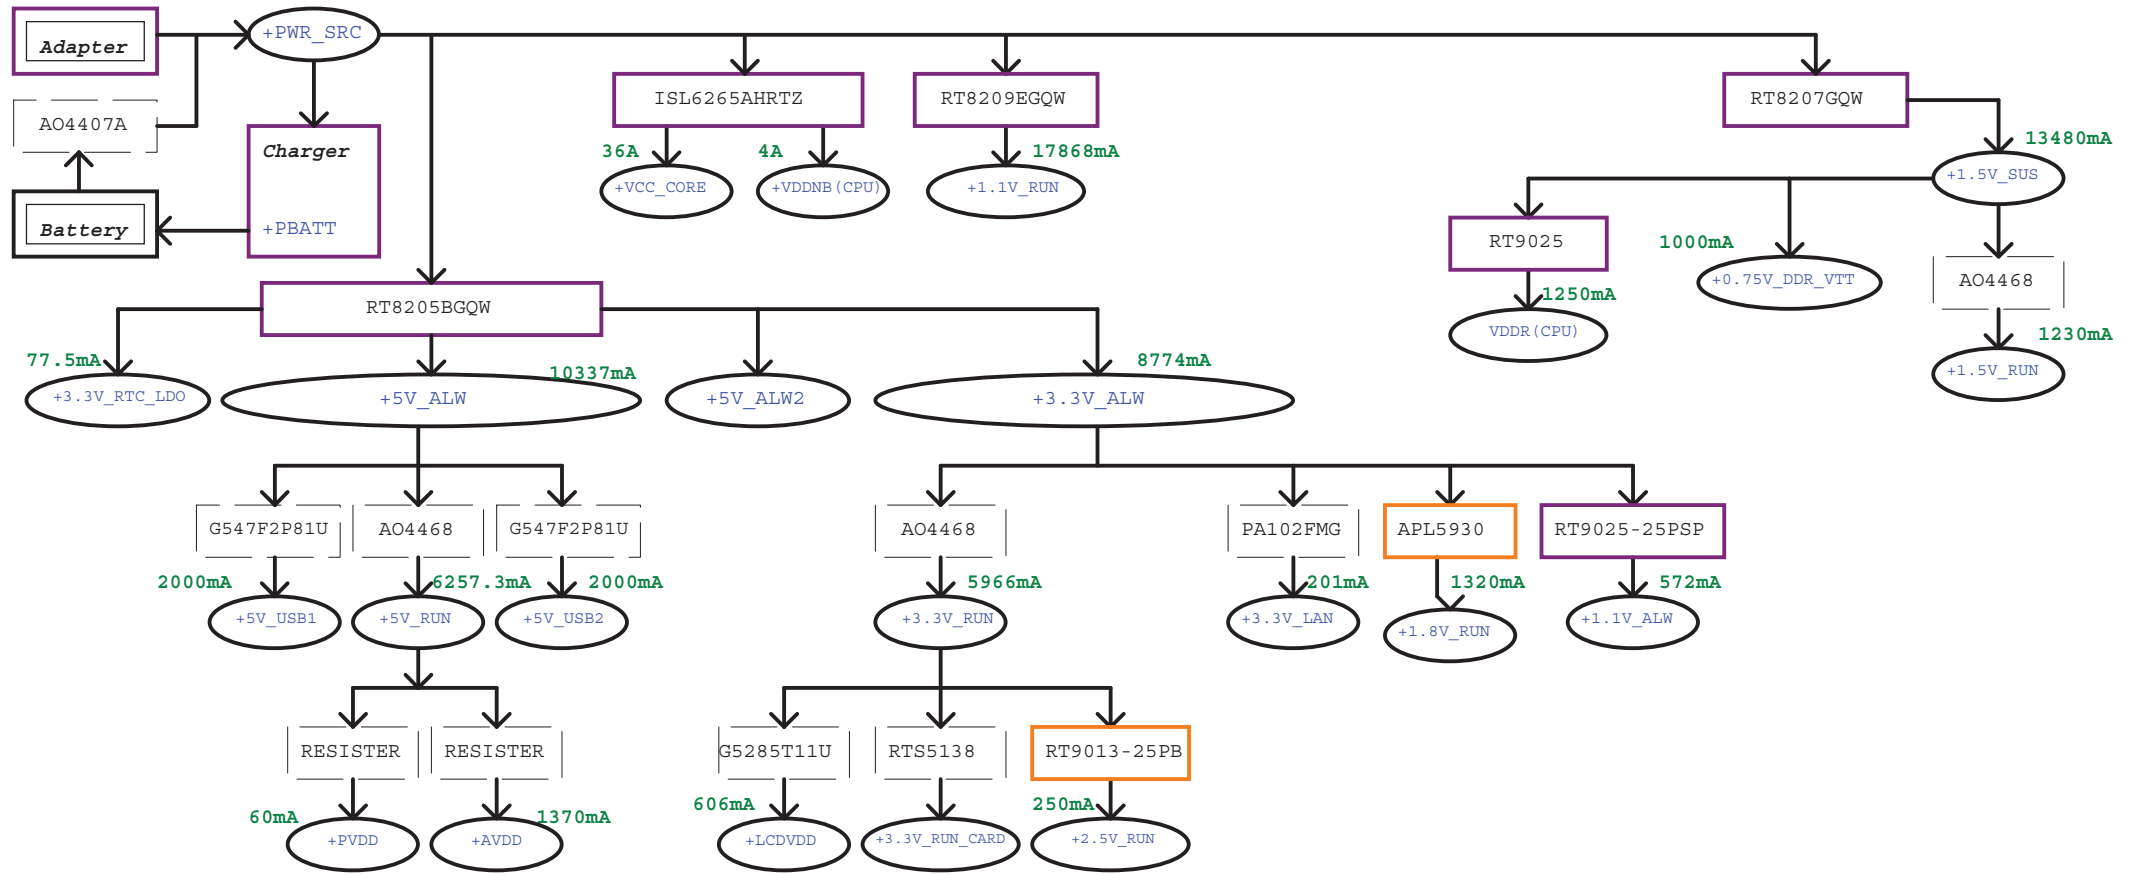 Adapter
+PWR_SRC
AO4407A
Charger
+PBATT
Battery
ISL6265AHRTZ
RT8209EGQW
RT8207GQW
36A
4A
17868mA
13480mA
+VCC_CORE
+VDDNB(CPU)
+1.1V_RUN
+1.5V_SUS
RT9025
1000mA
+0.75V_DDR_VTT
AO4468
1250mA
VDDR(CPU)
1230mA
+1.5V_RUN
RT8205BGQW
77.5mA
10337mA
8774mA
+3.3V_RTC_LDO
+5V_ALW
+5V_ALW2
+3.3V_ALW
G547F2P81U
AO4468
G547F2P81U
AO4468
PA102FMG
APL5930
RT9025-25PSP
2000mA
6257.3mA
2000mA
5966mA
201mA
1320mA
572mA
+5V_USB1
+5V_RUN
+5V_USB2
+3.3V_RUN
+3.3V_LAN
+1.8V_RUN
+1.1V_ALW
RESISTER
RESISTER
G5285T11U
RTS5138
RT9013-25PB
60mA
1370mA
606mA
250mA
+PVDD
+AVDD
+LCDVDD
+3.3V_RUN_CARD
+2.5V_RUN